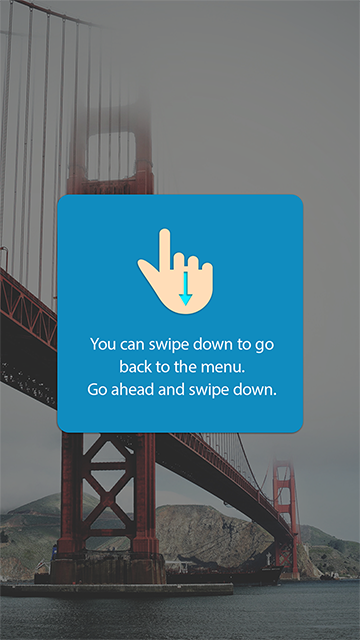 You can swipe down to go
back to the menu.
Go ahead and swipe down.